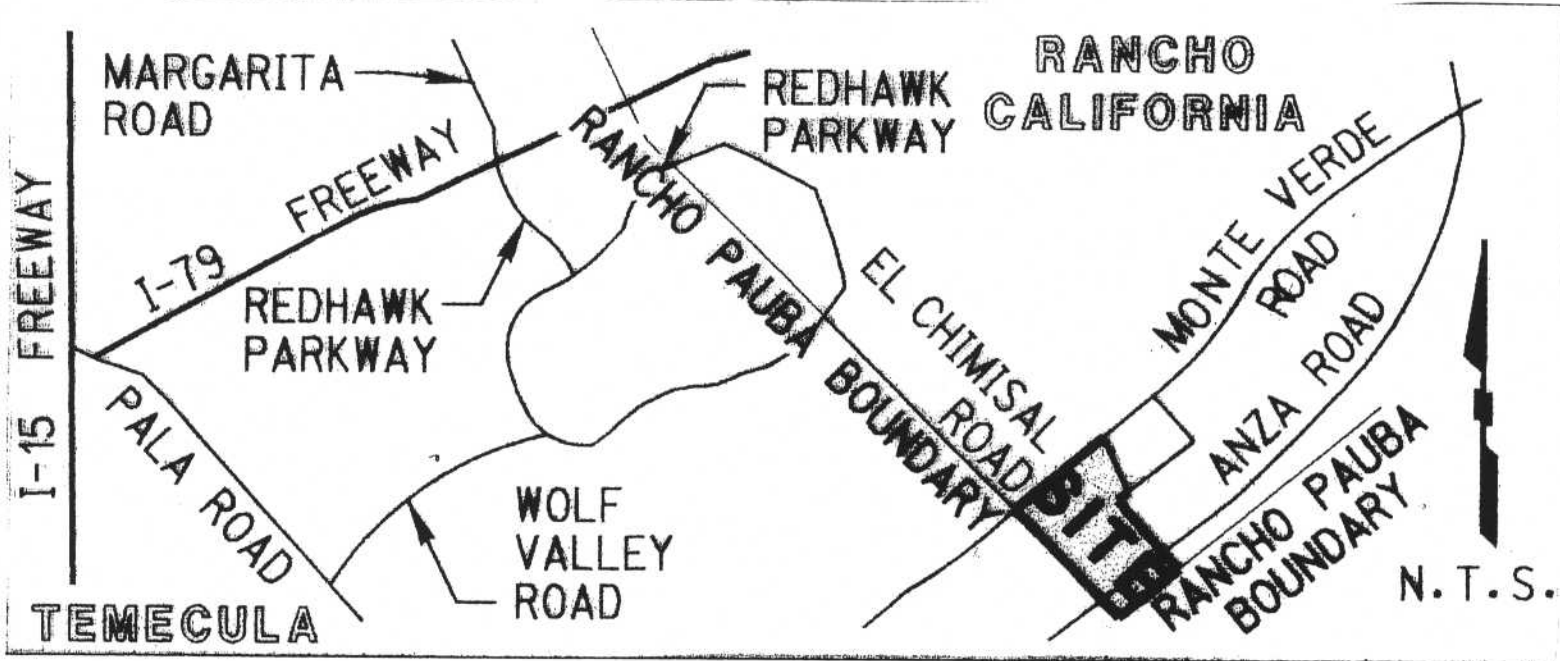 MARGARITA
ROAD
REDHAWK
PARKWAY
RANCHO
CALIFORNIA
I-15 FREEWAY
I-79 FREEWAY
REDHAWK
PARKWAY
RANCHO PAUBA BOUNDARY
EL CHIMISAL
ROAD
MONTE VERDE
ROAD
ANZA ROAD
PALA ROAD
WOLF
VALLEY
ROAD
SITE
RANCHO PAUBA
BOUNDARY
N.T.S.
TEMECULA